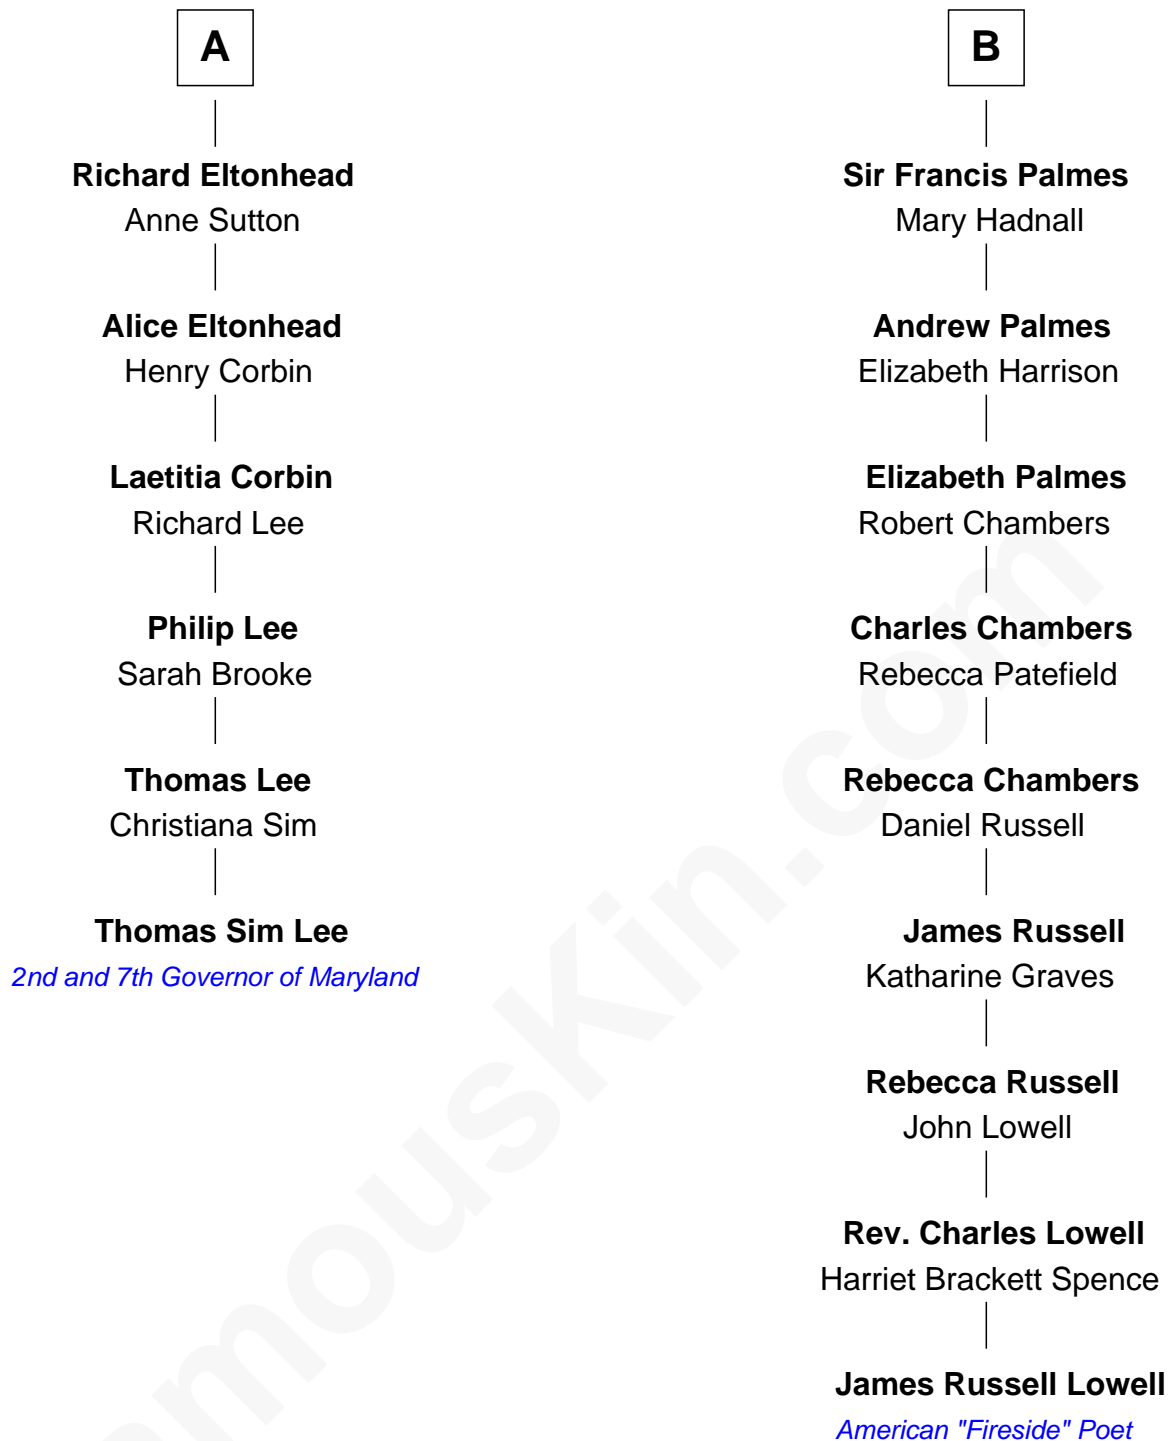 A
Richard Eltonhead
Anne Sutton
Alice Eltonhead
Henry Corbin
Laetitia Corbin
Richard Lee
Philip Lee
Sarah Brooke
Thomas Lee
Christiana Sim
Thomas Sim Lee
2nd and 7th Governor of Maryland
B
Sir Francis Palmes
Mary Hadnall
Andrew Palmes
Elizabeth Harrison
Elizabeth Palmes
Robert Chambers
Charles Chambers
Rebecca Patefield
Rebecca Chambers
Daniel Russell
James Russell
Katharine Graves
Rebecca Russell
John Lowell
Rev. Charles Lowell
Harriet Brackett Spence
James Russell Lowell
American "Fireside" Poet
amouskin.com